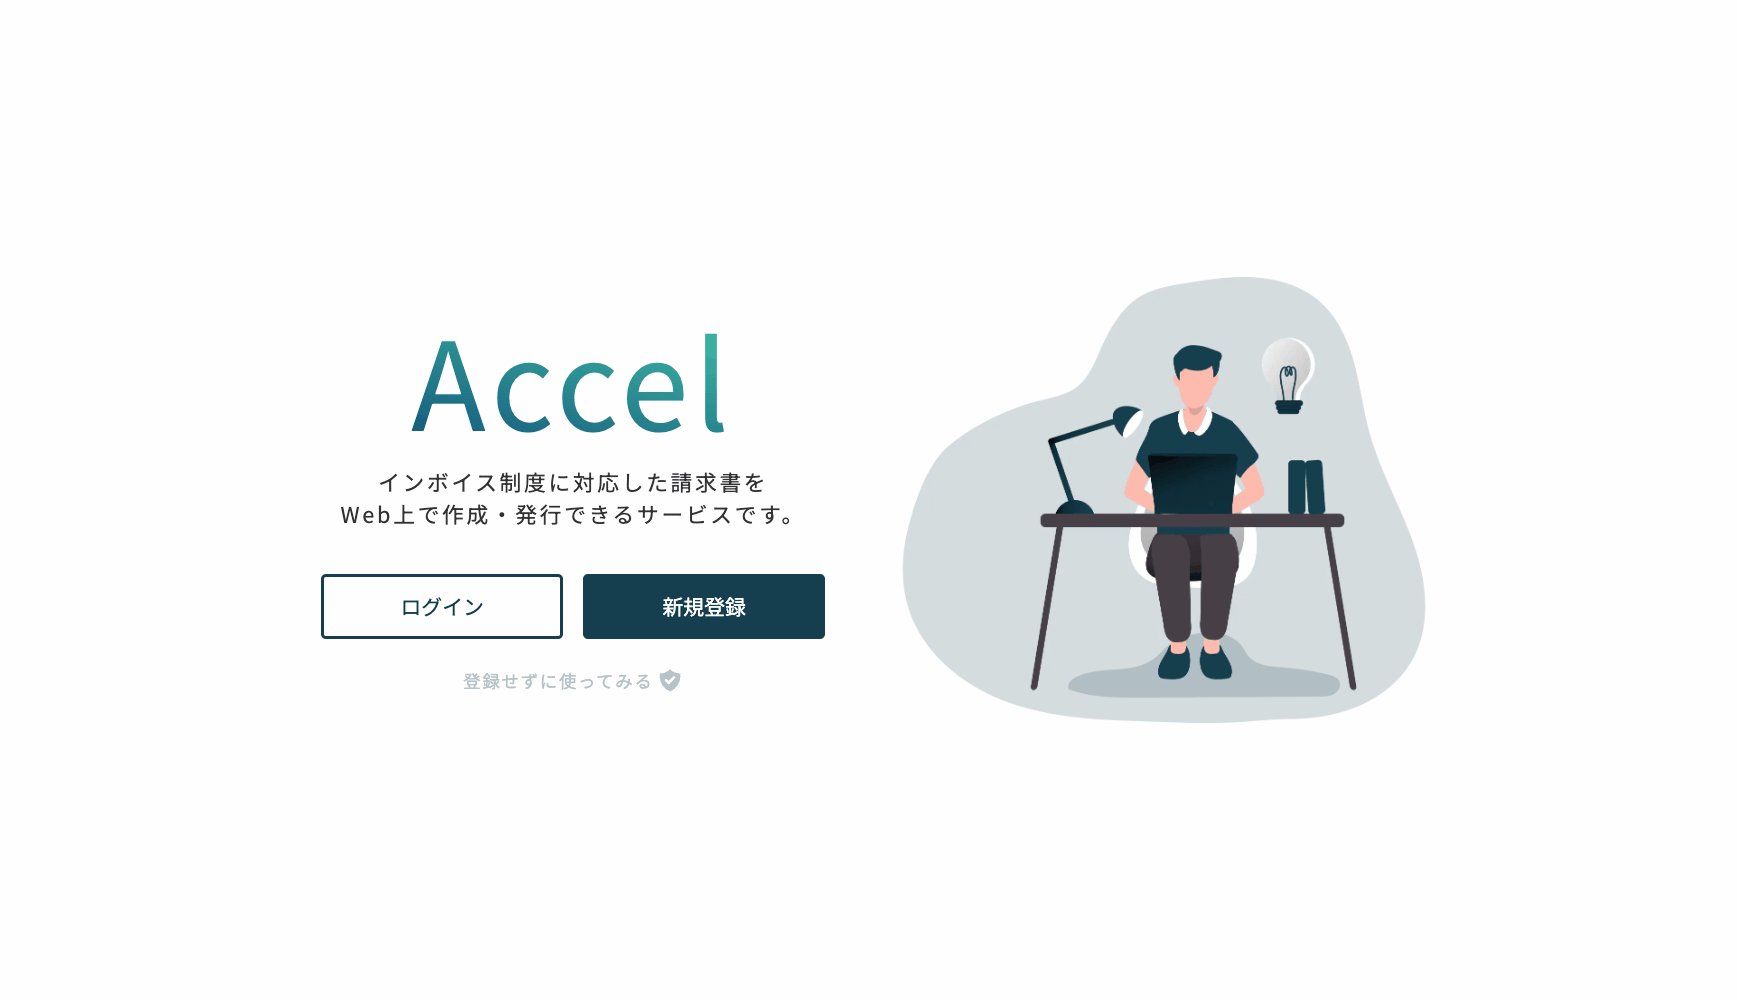 Accel
インボイス制度に対応した請求書を
Web上で作成・発行できるサービスです。
ログイン
新規登録
登録せずに使ってみる